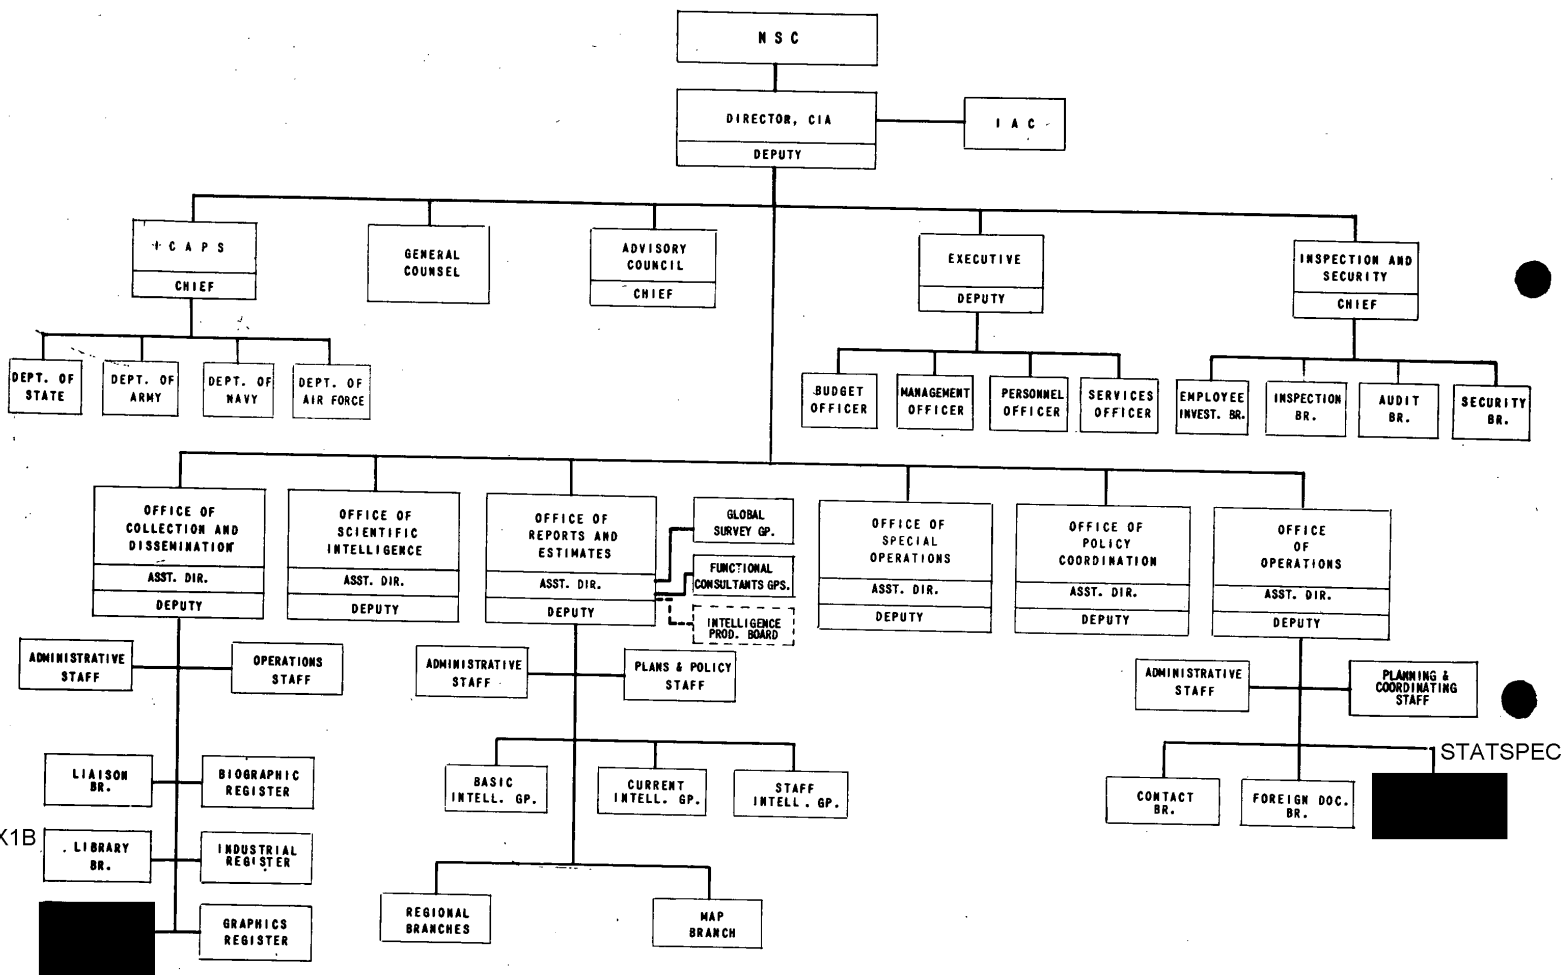 N S C
DIRECTOR, CIA
DEPUTY
I A C
I C A P S
CHIEF
GENERAL
COUNSEL
ADVISORY
COUNCIL
CHIEF
EXECUTIVE
DEPUTY
INSPECTION AND
SECURITY
CHIEF
DEPT. OF
STATE
DEPT. OF
ARMY
DEPT. OF
NAVY
DEPT. OF
AIR FORCE
BUDGET
OFFICER
MANAGEMENT
OFFICER
PERSONNEL
OFFICER
SERVICES
OFFICER
EMPLOYEE
INVEST. BR.
INSPECTION
BR.
AUDIT
BR.
SECURITY
BR.
OFFICE OF
COLLECTION AND
DISSEMINATION
ASST. DIR.
DEPUTY
OFFICE OF
SCIENTIFIC
INTELLIGENCE
ASST. DIR.
DEPUTY
OFFICE OF
REPORTS AND
ESTIMATES
ASST. DIR.
DEPUTY
GLOBAL
SURVEY GP.
FUNCTIONAL
CONSULTANTS GPS.
INTELLIGENCE
PROD. BOARD
OFFICE OF
SPECIAL
OPERATIONS
ASST. DIR.
DEPUTY
OFFICE OF
POLICY
COORDINATION
ASST. DIR.
DEPUTY
OFFICE
OF
OPERATIONS
ASST. DIR.
DEPUTY
ADMINISTRATIVE
STAFF
OPERATIONS
STAFF
ADMINISTRATIVE
STAFF
PLANS & POLICY
STAFF
ADMINISTRATIVE
STAFF
PLANNING &
COORDINATING
STAFF
STATSPEC
LIAISON
BR.
BIOGRAPHIC
REGISTER
BASIC
INTELL. GP.
CURRENT
INTELL. GP.
STAFF
INTELL. GP.
CONTACT
BR.
FOREIGN DOC.
BR.
X1B
LIBRARY
BR.
INDUSTRIAL
REGISTER
GRAPHICS
REGISTER
REGIONAL
BRANCHES
MAP
BRANCH